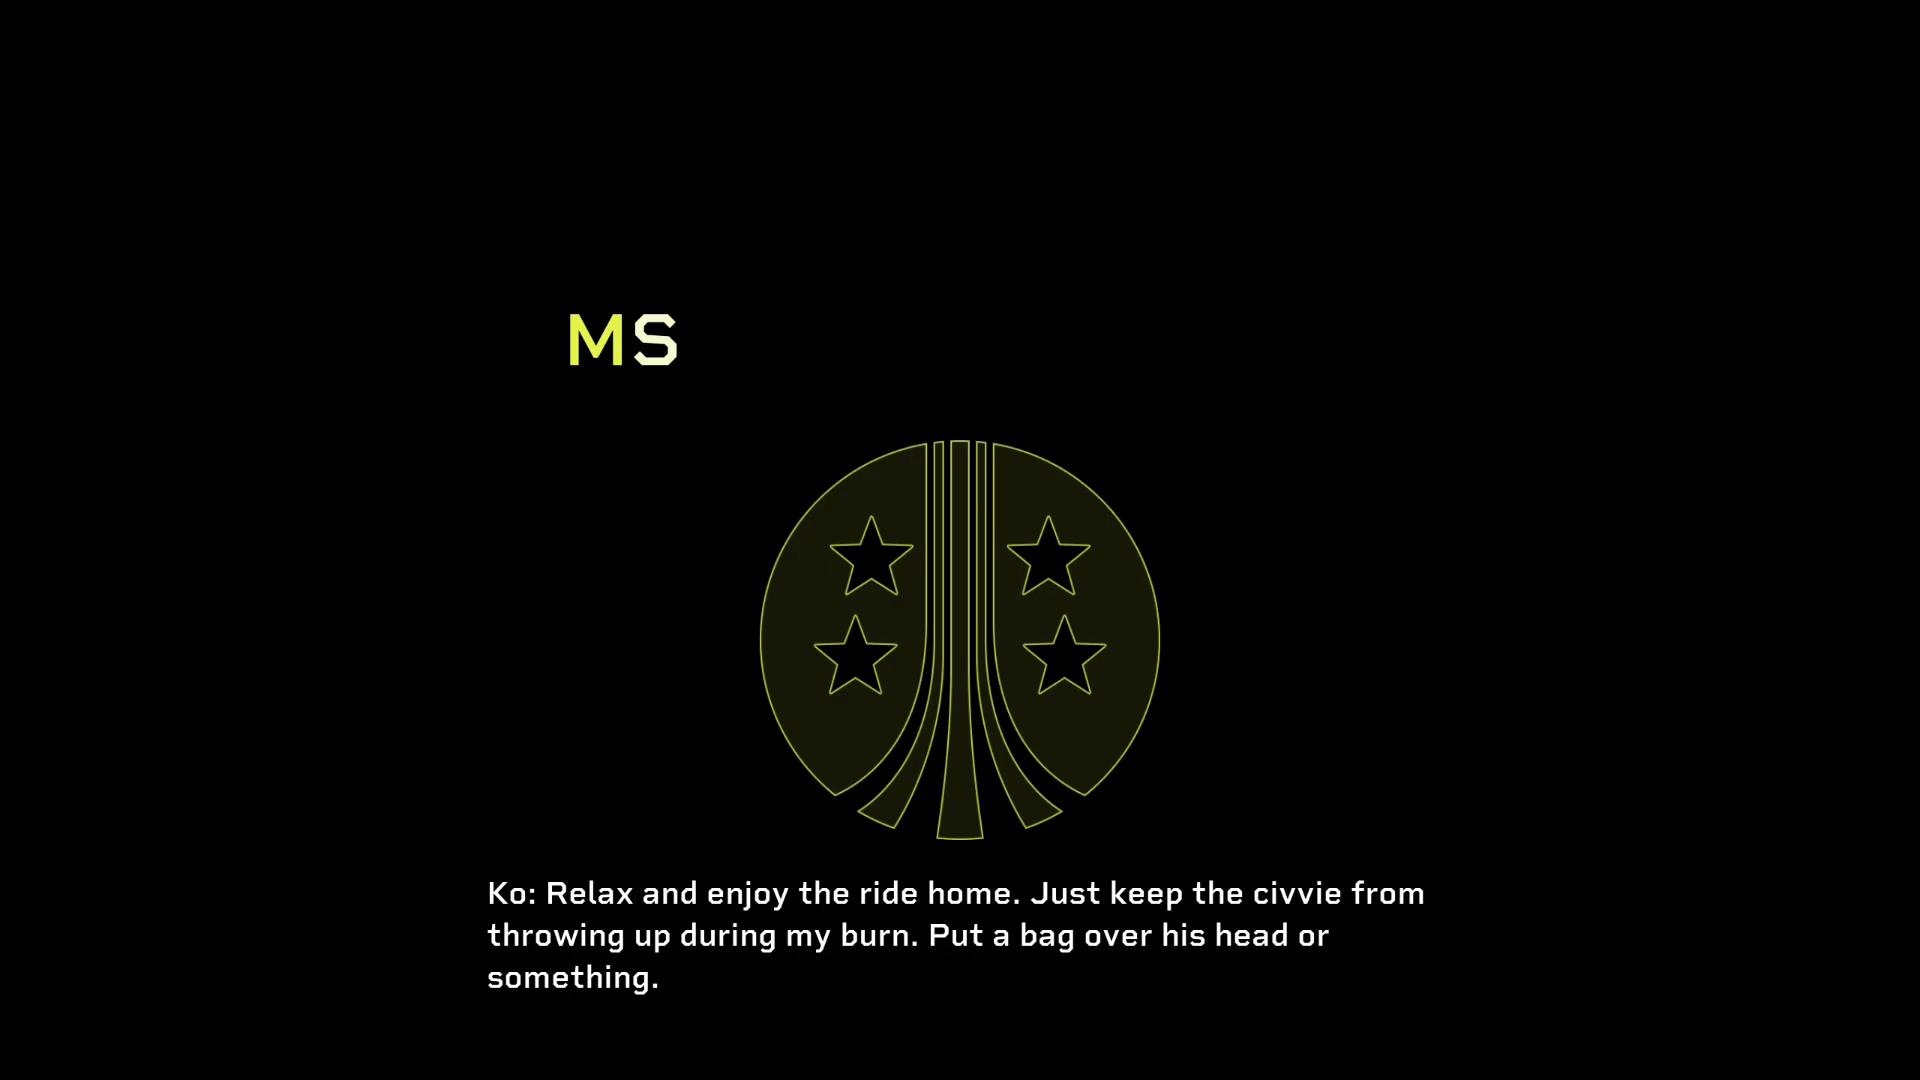 MS
Ko: Relax and enjoy the ride home. Just keep the civvie from
throwing up during my burn. Put a bag over his head or
something.